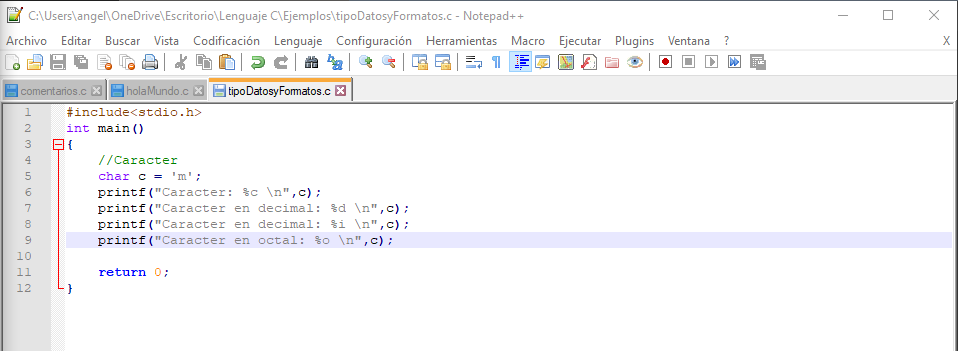 C:\Users\angel\OneDrive\Escritorio\Lenguaje C\Ejemplos\tipoDatosyFormatos.c - Notepad++
Archivo Editar Buscar Vista Codificación Lenguaje Configuración Herramientas Macro Ejecutar Plugins Ventana ? X
comentarios.c holaMundo.c tipoDatosyFormatos.c
1 #include<stdio.h>
2 int main()
3 {
4 //Caracter
5 char c = 'm';
6 printf("Caracter: %c \n",c);
7 printf("Caracter en decimal: %d \n",c);
8 printf("Caracter en decimal: %i \n",c);
9 printf("Caracter en octal: %o \n",c);
10
11 return 0;
12 }